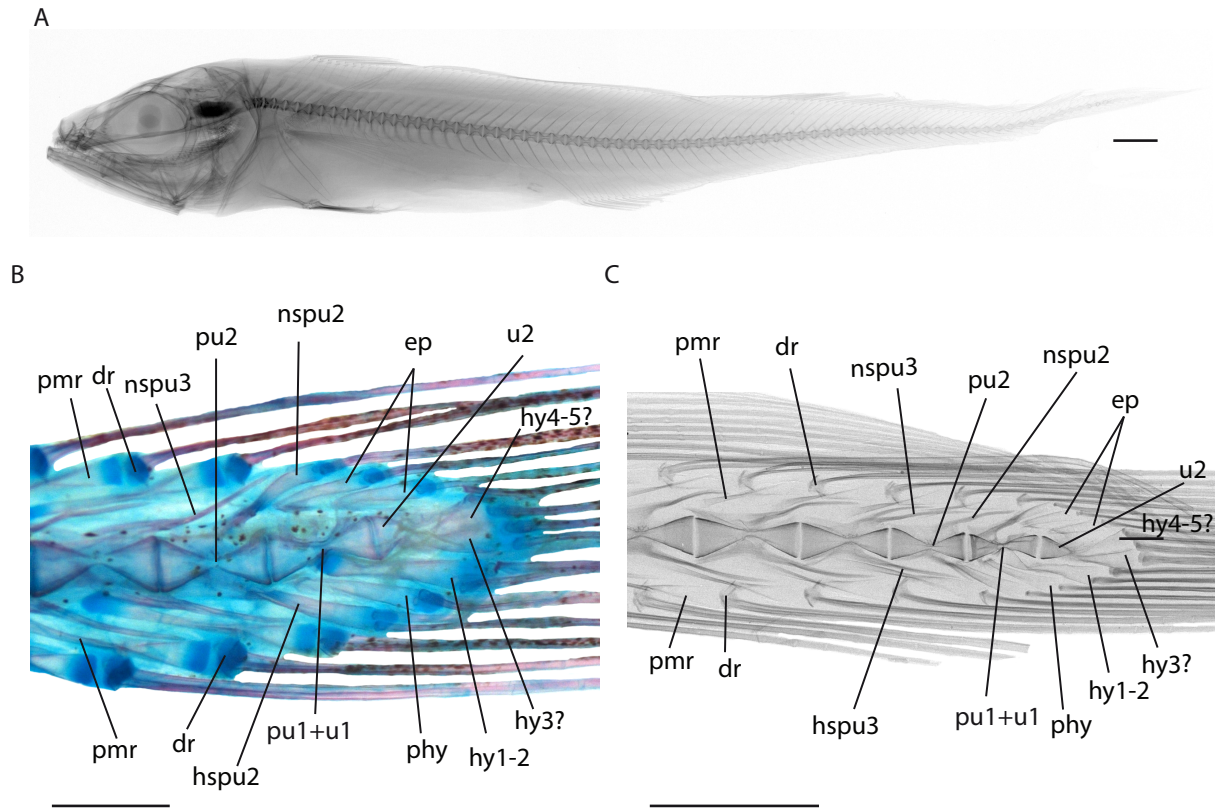 A
B
nspu2
pu2
ep
u2
pmr
dr
nspu3
hy4-5?
pmr
dr
hspu2
pu1+u1
phy
hy1-2
hy3?
C
pmr
dr
nspu3
pu2
nspu2
ep
u2
hy4-5?
pmr
dr
hspu3
pu1+u1
phy
hy1-2
hy3?